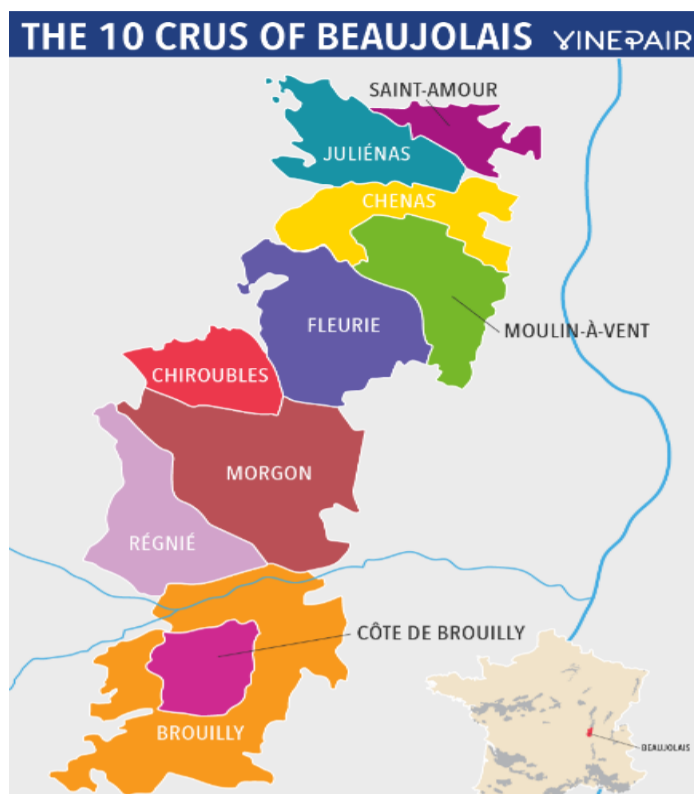 THE 10 CRUS OF BEAUJOLAIS VINEPAIR
SAINT-AMOUR
JULIÉNAS
CHENAS
FLEURIE
MOULIN-À-VENT
CHIROUBLES
MORGON
RÉGNIÉ
CÔTE DE BROUILLY
BROUILLY
BEAUJOLAIS